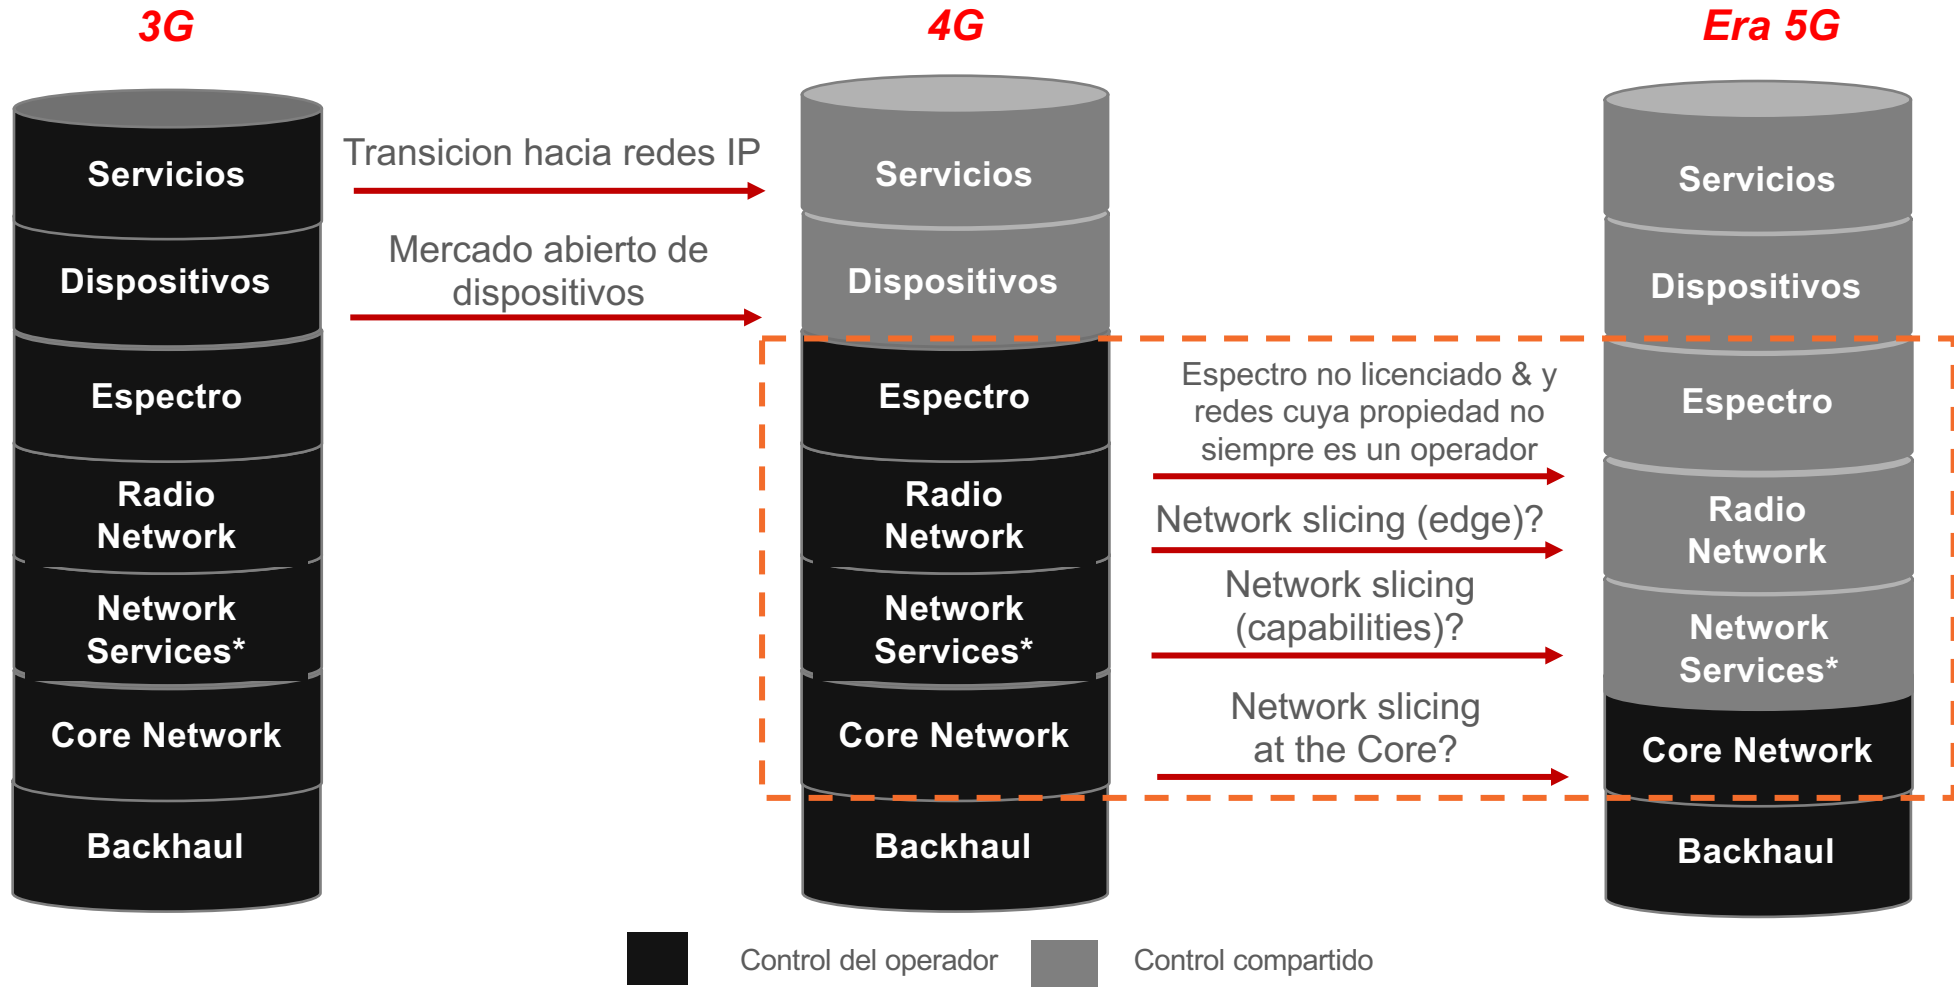 3G
4G
Era 5G
Servicios
Dispositivos
Espectro
Radio
Network
Network
Services*
Core Network
Backhaul
Transicion hacia redes IP
Mercado abierto de
dispositivos
Servicios
Dispositivos
Espectro
Radio
Network
Network
Services*
Core Network
Backhaul
Espectro no licenciado & y
redes cuya propiedad no
siempre es un operador
Network slicing (edge)?
Network slicing
(capabilities)?
Network slicing
at the Core?
Servicios
Dispositivos
Espectro
Radio
Network
Network
Services*
Core Network
Backhaul
Control del operador
Control compartido